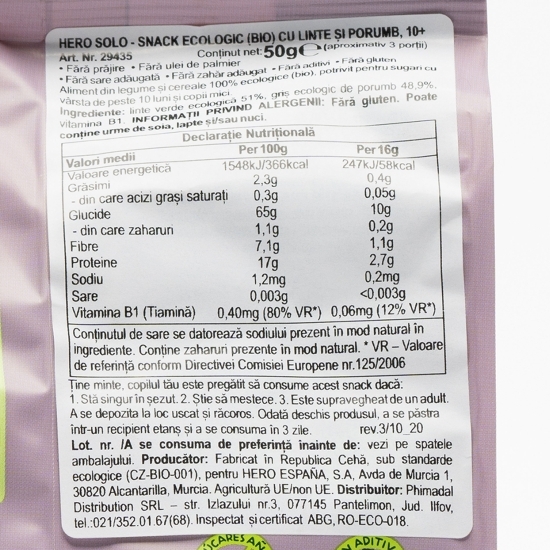 HERO SOLO - SNACK ECOLOGIC (BIO) CU LINTE ȘI PORUMB, 10+
Art. Nr. 29435 Conținut net: 50g e (aproximativ 3 porții)
• Fără prăjire • Fără ulei de palmier
• Fără sare adăugată • Fără zahăr adăugat • Fără aditivi • Fără gluten
Aliment din legume și cereale 100% ecologice (bio), potrivit pentru sugari cu
vârsta de peste 10 luni și copii mici.
Ingrediente: linte verde ecologică 51%, griș ecologic de porumb 48,9%,
vitamina B1. INFORMAȚII PRIVIND ALERGENII: Fără gluten. Poate
conține urme de soia, lapte și/sau nuci.
Declarație Nutrițională
Valori medii Per 100g Per 16g
Valoare energetică 1548kJ/366kcal 247kJ/58kcal
Grăsimi 2,3g 0,4g
- din care acizi grași saturați 0,3g 0,05g
Glucide 65g 10g
- din care zaharuri 1,1g 0,2g
Fibre 7,1g 1,1g
Proteine 17g 2,7g
Sodiu 1,2mg 0,2mg
Sare 0,003g <0,003g
Vitamina B1 (Tiamină) 0,40mg (80% VR*) 0,06mg (12% VR*)
Conținutul de sare se datorează sodiului prezent în mod natural în
ingrediente. Conține zaharuri prezente în mod natural. * VR – Valoare
de referință conform Directivei Comisiei Europene nr.125/2006
Ține minte, copilul tău este pregătit să consume acest snack dacă:
1. Stă singur în șezut. 2. Știe să mestece. 3. Este supravegheat de un adult.
A se depozita la loc uscat și răcoros. Odată deschis produsul, a se păstra
într-un recipient etanș și a se consuma în 3 zile. rev.3/10_20
Lot. nr. /A se consuma de preferință înainte de: vezi pe spatele
ambalajului. Producător: Fabricat în Republica Cehă, sub standarde
ecologice (CZ-BIO-001), pentru HERO ESPAÑA, S.A, Avda de Murcia 1,
30820 Alcantarilla, Murcia. Agricultură UE/non UE. Distribuitor: Phimadal
Distribution SRL – str. Izlazului nr.3, 077145 Pantelimon, Jud. Ilfov,
tel.:021/352.01.67(68). Inspectat și certificat ABG, RO-ECO-018.